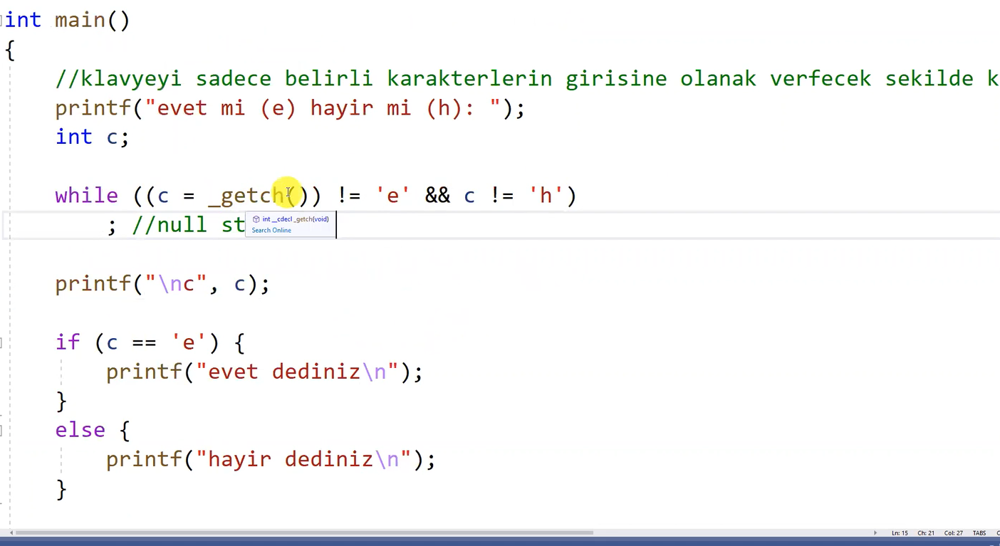 int main()
{
//klavyeyi sadece belirli karakterlerin girisine olanak verfecek sekilde
printf("evet mi (e) hayir mi (h): ");
int c;
while ((c = _getch()) != 'e' && c != 'h')
; //null
int __cdecl _getch(void)
Search Online
printf("\nc", c);
if (c == 'e') {
printf("evet dediniz\n");
}
else {
printf("hayir dediniz\n");
}
Ln: 15 Ch: 21 Col: 27 TABS